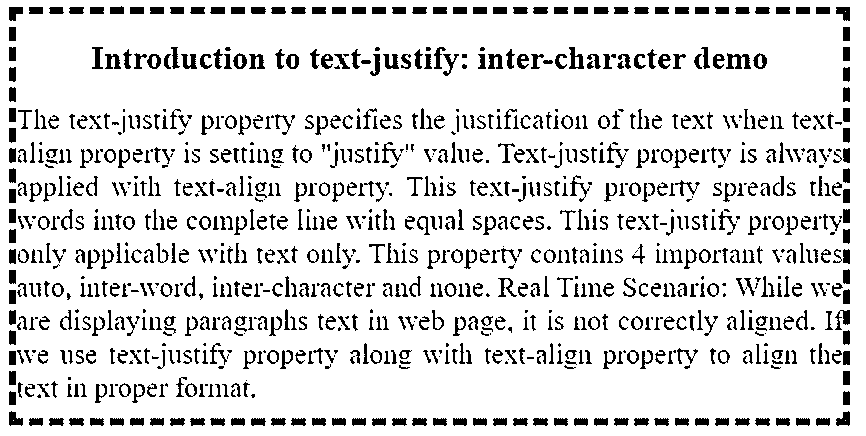 Introduction to text-justify: inter-character demo
The text-justify property specifies the justification of the text when text-
align property is setting to "justify" value. Text-justify property is always
applied with text-align property. This text-justify property spreads the
words into the complete line with equal spaces. This text-justify property
only applicable with text only. This property contains 4 important values
auto, inter-word, inter-character and none. Real Time Scenario: While we
are displaying paragraphs text in web page, it is not correctly aligned. If
we use text-justify property along with text-align property to align the
text in proper format.